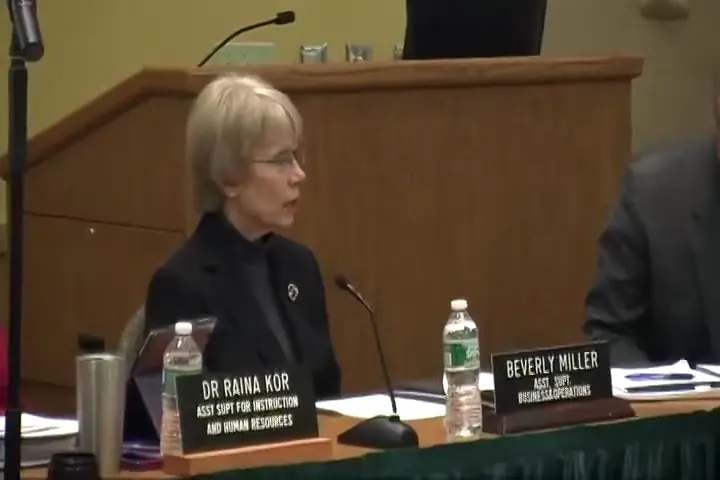 DR RAINA KOR
ASST SUPT FOR INSTRUCTION
AND HUMAN RESOURCES
BEVERLY MILLER
ASST. SUPT.
BUSINESS&OPERATIONS